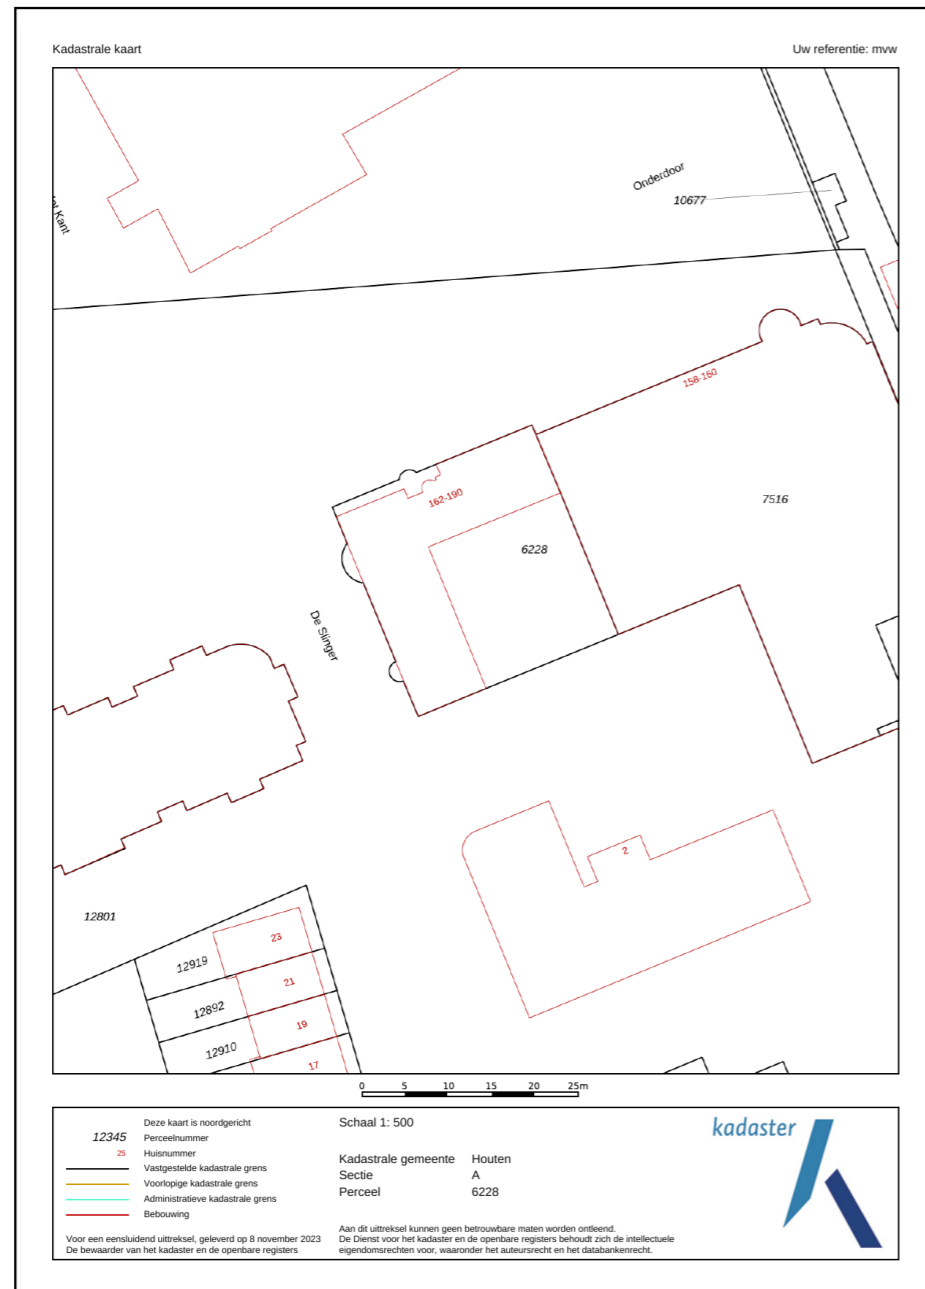 Kadastrale kaart
Uw referentie: mvw
Onderdoor
10677
Kant
158-160
162-190
7516
6228
De Slinger
2
12801
23
12919
21
12892
19
12910
17
0 5 10 15 20 25m
Deze kaart is noordgericht
12345 Perceelnummer
25 Huisnummer
Vastgestelde kadastrale grens
Voorlopige kadastrale grens
Administratieve kadastrale grens
Bebouwing
Voor een eensluidend uittreksel, geleverd op 8 november 2023
De bewaarder van het kadaster en de openbare registers
Schaal 1: 500
Kadastrale gemeente Houten
Sectie A
Perceel 6228
Aan dit uittreksel kunnen geen betrouwbare maten worden ontleend.
De Dienst voor het kadaster en de openbare registers behoudt zich de intellectuele
eigendomsrechten voor, waaronder het auteursrecht en het databankenrecht.
kadaster